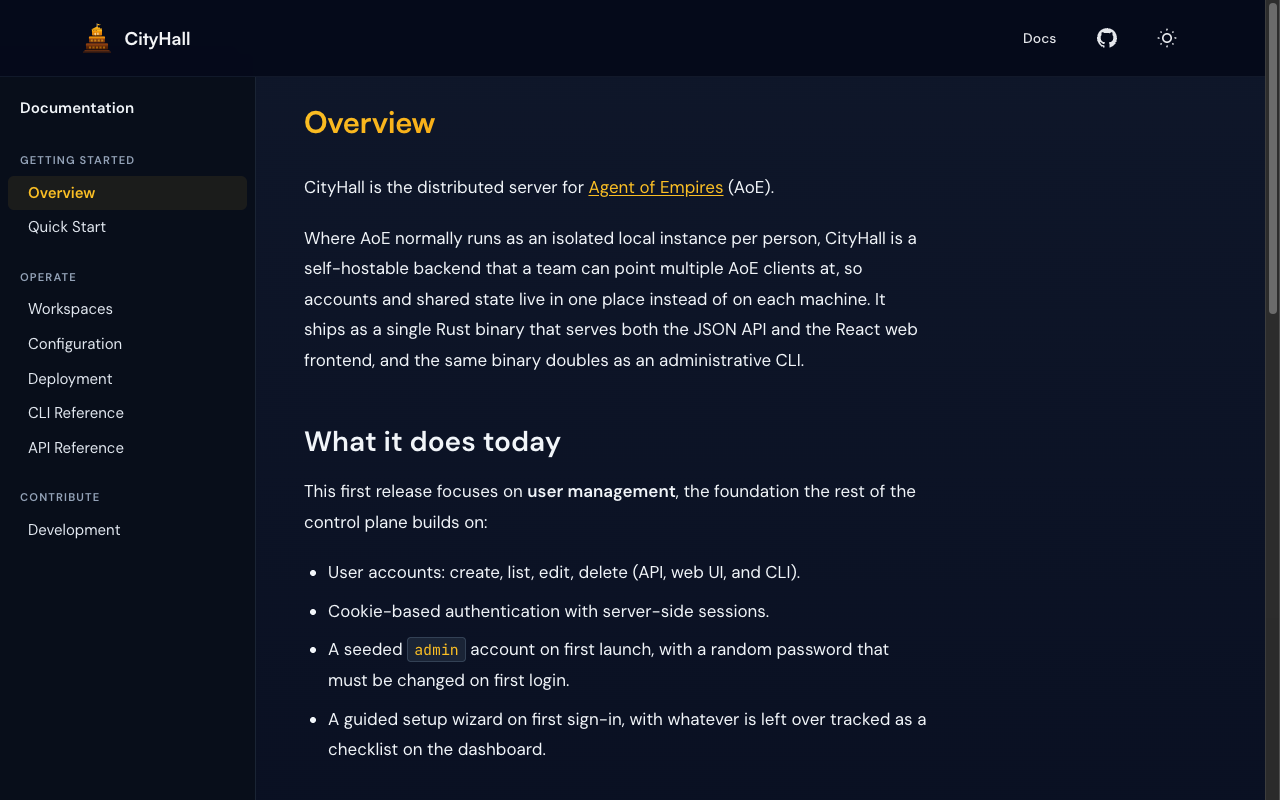 CityHall
Docs
Documentation
GETTING STARTED
Overview
Quick Start
OPERATE
Workspaces
Configuration
Deployment
CLI Reference
API Reference
CONTRIBUTE
Development
Overview
CityHall is the distributed server for Agent of Empires (AoE).
Where AoE normally runs as an isolated local instance per person, CityHall is a
self-hostable backend that a team can point multiple AoE clients at, so
accounts and shared state live in one place instead of on each machine. It
ships as a single Rust binary that serves both the JSON API and the React web
frontend, and the same binary doubles as an administrative CLI.
What it does today
This first release focuses on user management, the foundation the rest of the
control plane builds on:
• User accounts: create, list, edit, delete (API, web UI, and CLI).
• Cookie-based authentication with server-side sessions.
• A seeded admin account on first launch, with a random password that
must be changed on first login.
• A guided setup wizard on first sign-in, with whatever is left over tracked as a
checklist on the dashboard.